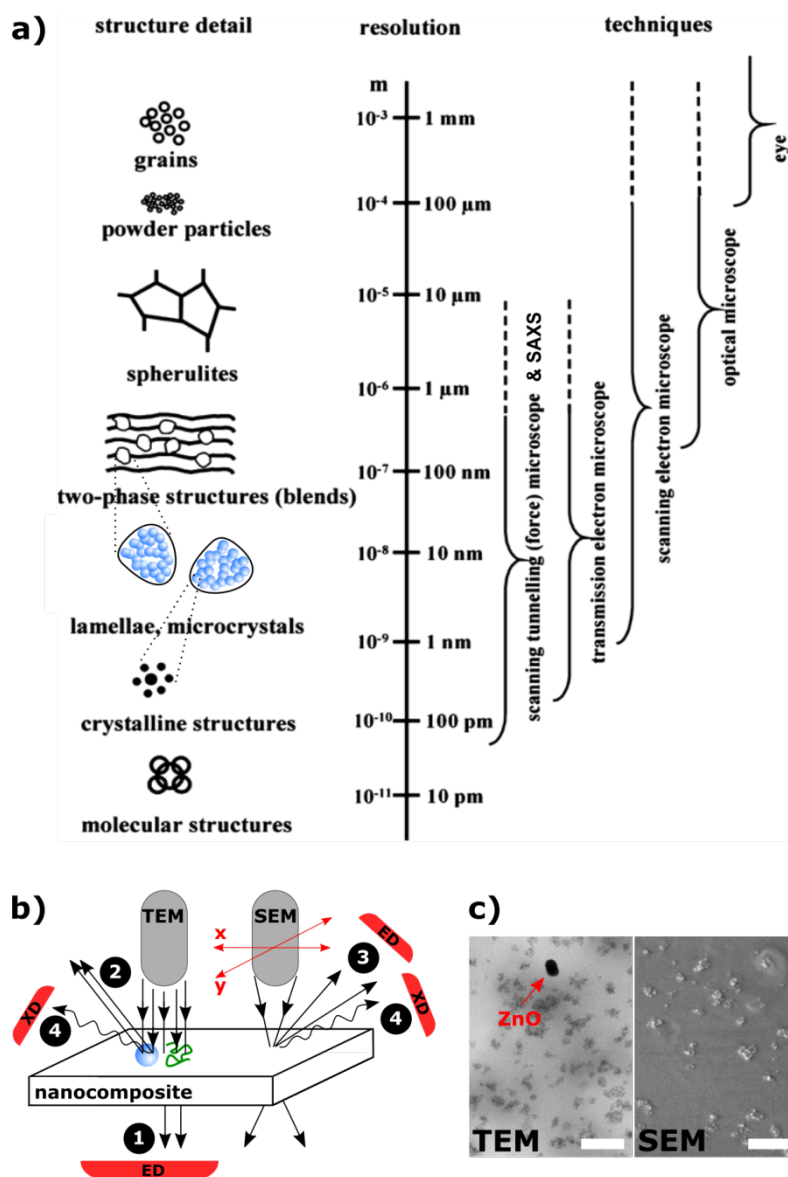 a)
structure detail
resolution
techniques
m
10⁻³ 1 mm
grains
10⁻⁴ 100 µm
powder particles
10⁻⁵ 10 µm
spherulites
10⁻⁶ 1 µm
two-phase structures (blends)
10⁻⁷ 100 nm
10⁻⁸ 10 nm
lamellae, microcrystals
10⁻⁹ 1 nm
crystalline structures
10⁻¹⁰ 100 pm
10⁻¹¹ 10 pm
molecular structures
scanning tunnelling (force) microscope & SAXS
transmission electron microscope
scanning electron microscope
optical microscope
eye
b)
TEM
SEM
x
y
ED
XD
XD
2
3
4
4
nanocomposite
1
ED
c)
ZnO
TEM
SEM